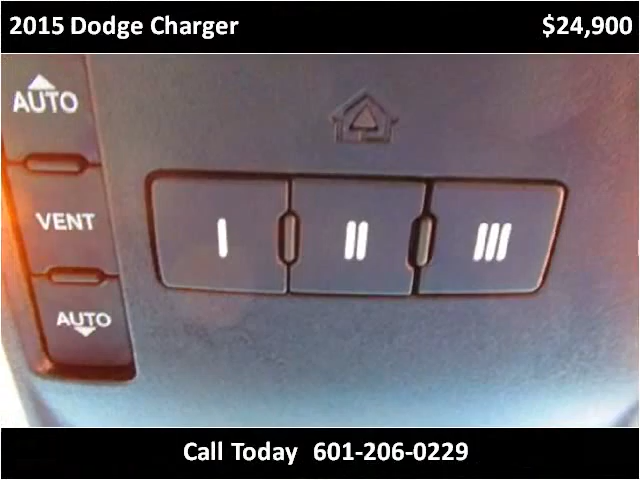 2015 Dodge Charger $24,900
AUTO
VENT
AUTO
I II III
Call Today 601-206-0229